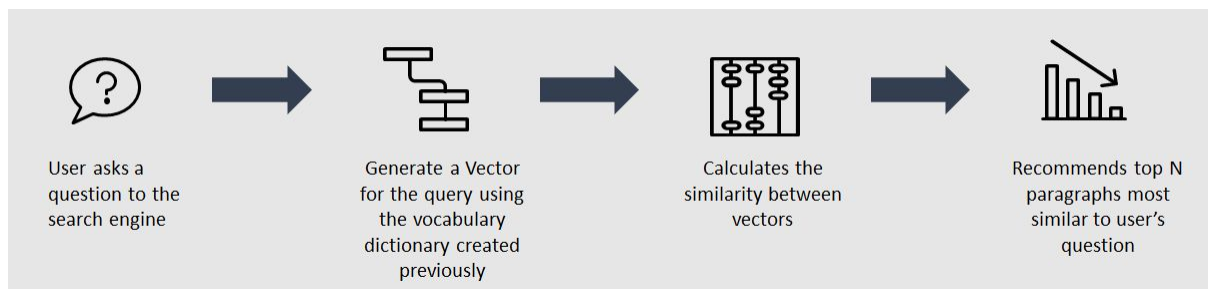 ?
User asks a
question to the
search engine
Generate a Vector
for the query using
the vocabulary
dictionary created
previously
Calculates the
similarity between
vectors
Recommends top N
paragraphs most
similar to user’s
question